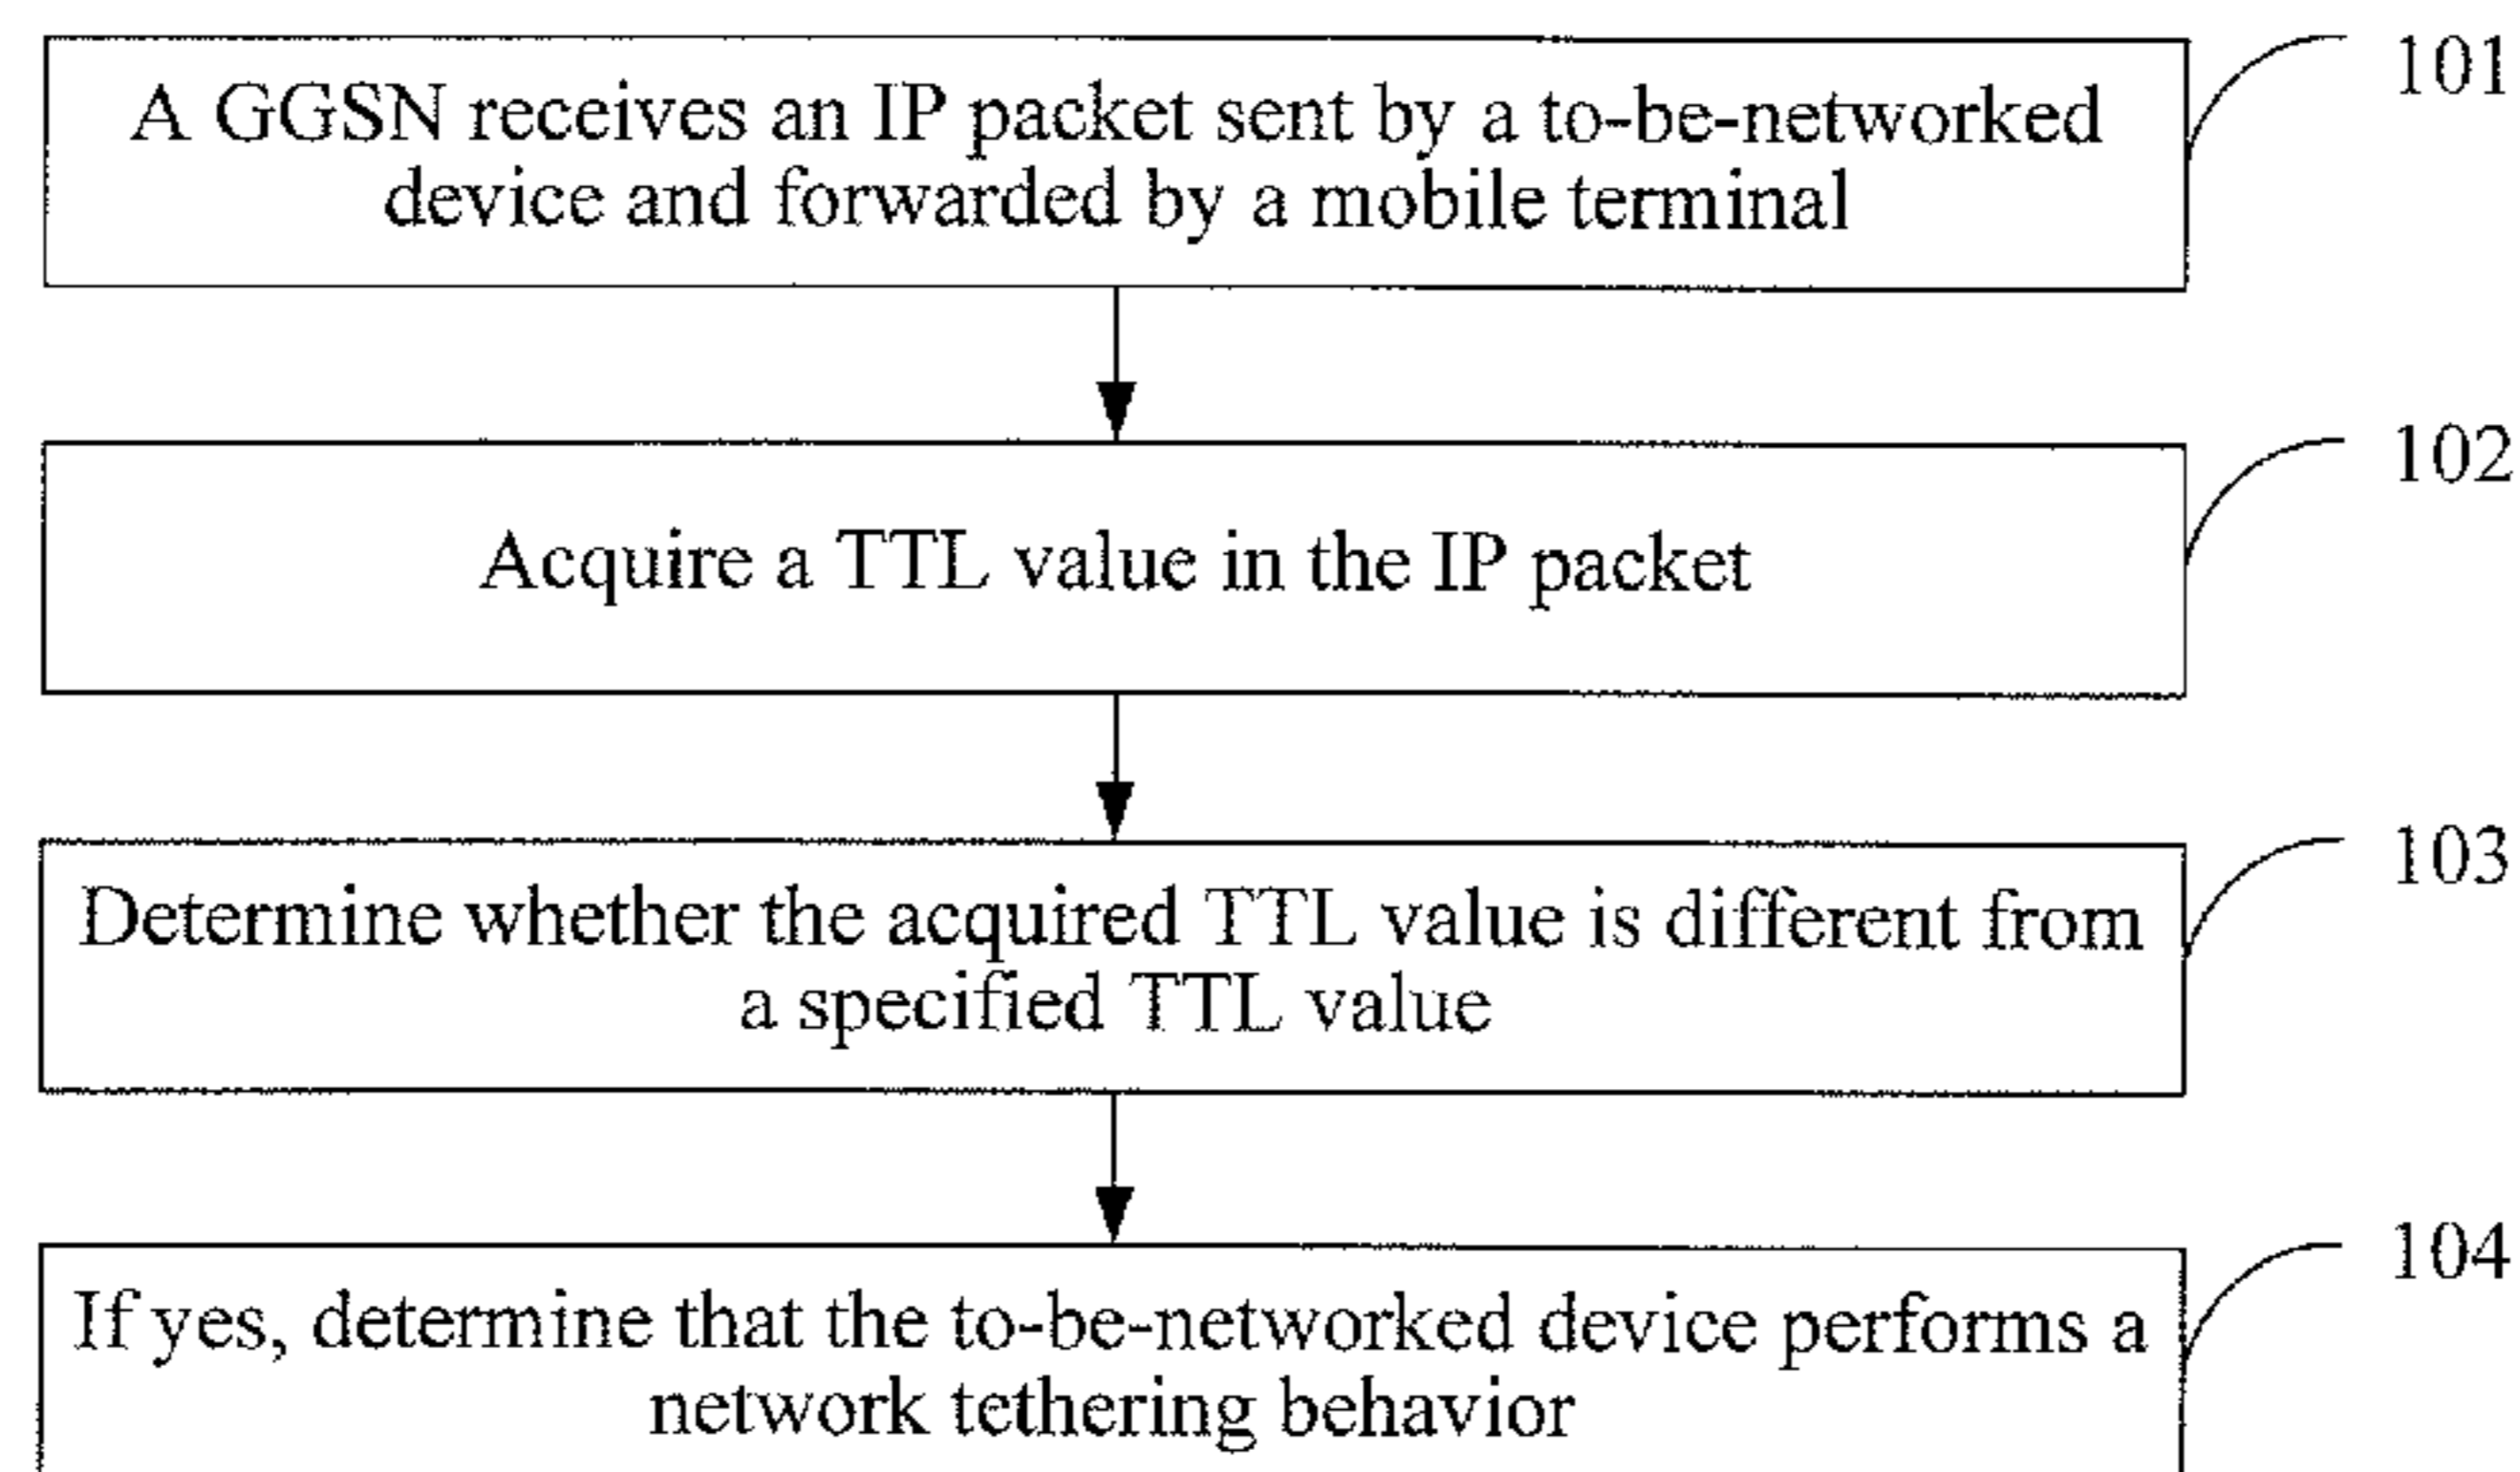 A GGSN receives an IP packet sent by a to-be-networked
device and forwarded by a mobile terminal
101
Acquire a TTL value in the IP packet
102
Determine whether the acquired TTL value is different from
a specified TTL value
103
If yes, determine that the to-be-networked device performs a
network tethering behavior
104